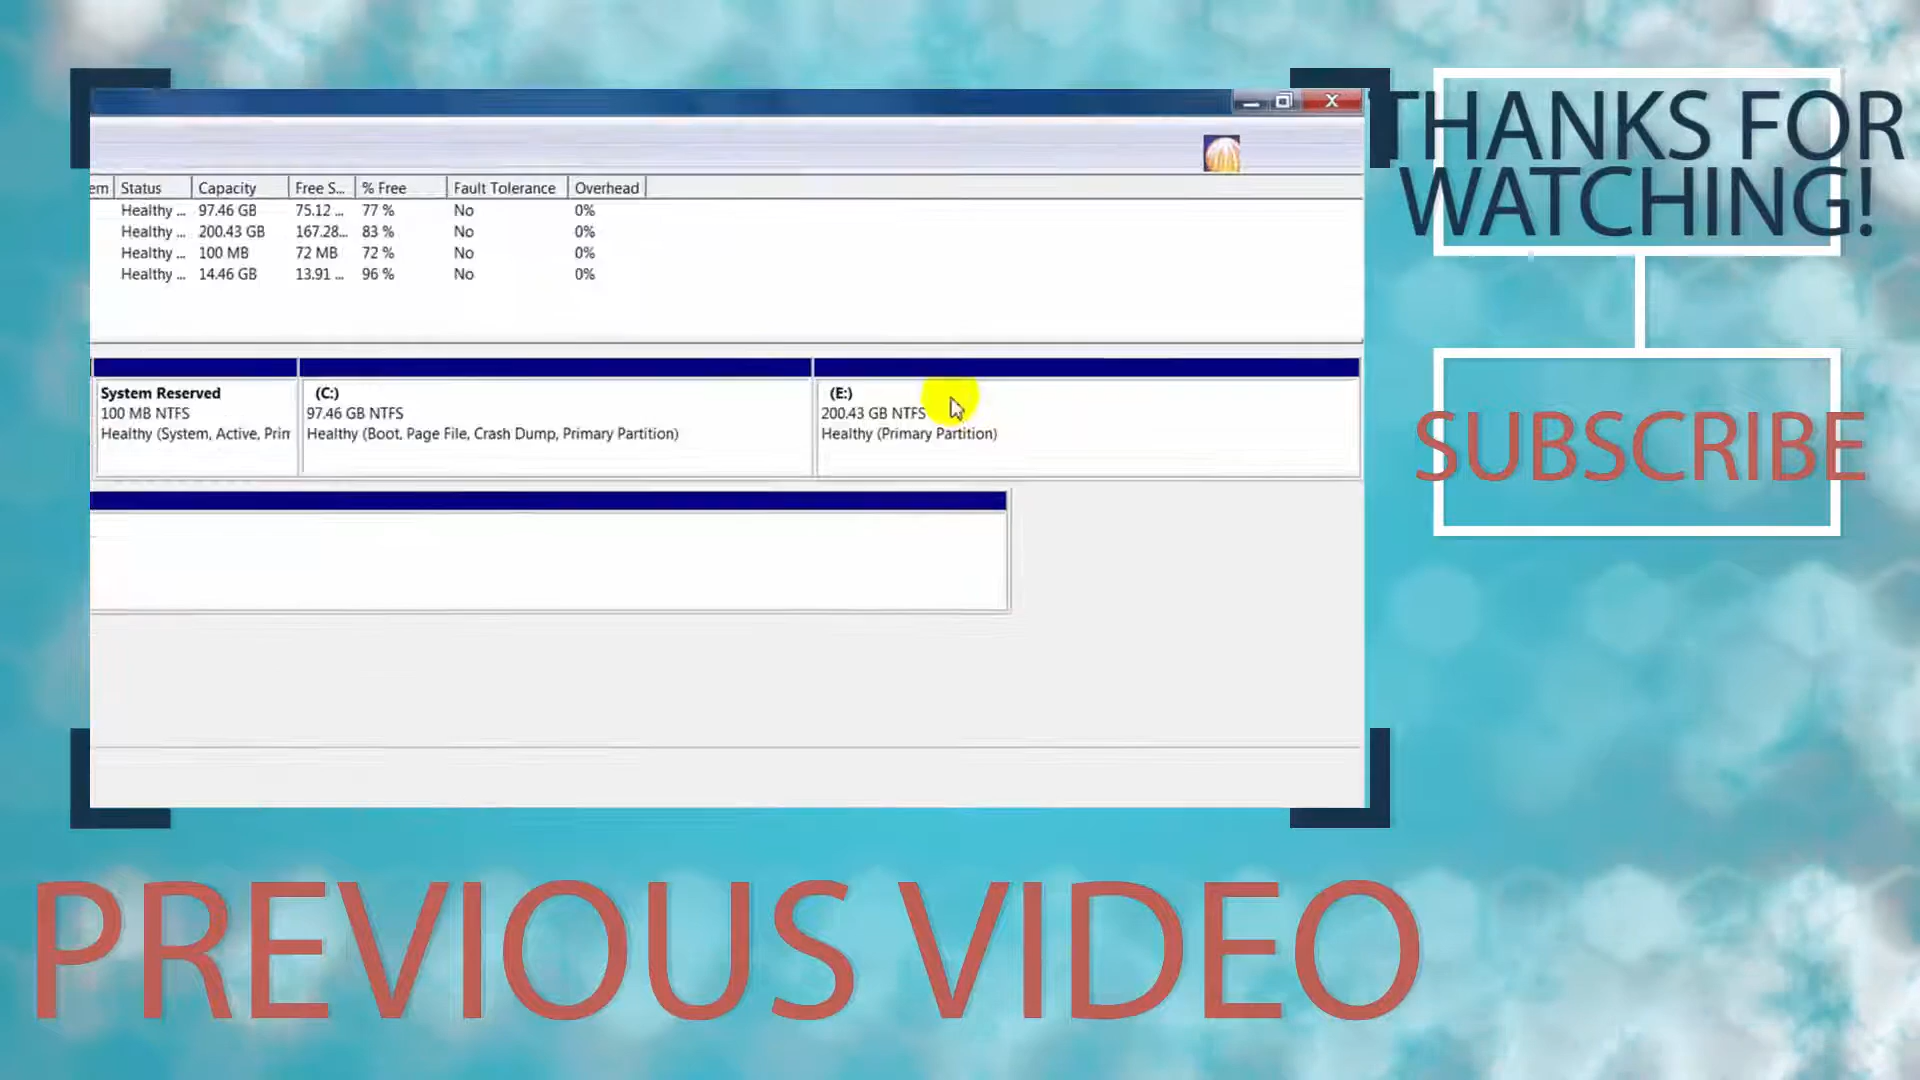 THANKS FOR
WATCHING!
em Status Capacity Free S... % Free Fault Tolerance Overhead
Healthy ... 97.46 GB 75.12 ... 77 % No 0%
Healthy ... 200.43 GB 167.28... 83 % No 0%
Healthy ... 100 MB 72 MB 72 % No 0%
Healthy ... 14.46 GB 13.91 ... 96 % No 0%
System Reserved
100 MB NTFS
Healthy (System, Active, Prin
(C:)
97.46 GB NTFS
Healthy (Boot, Page File, Crash Dump, Primary Partition)
(E:)
200.43 GB NTFS
Healthy (Primary Partition)
SUBSCRIBE
PREVIOUS VIDEO